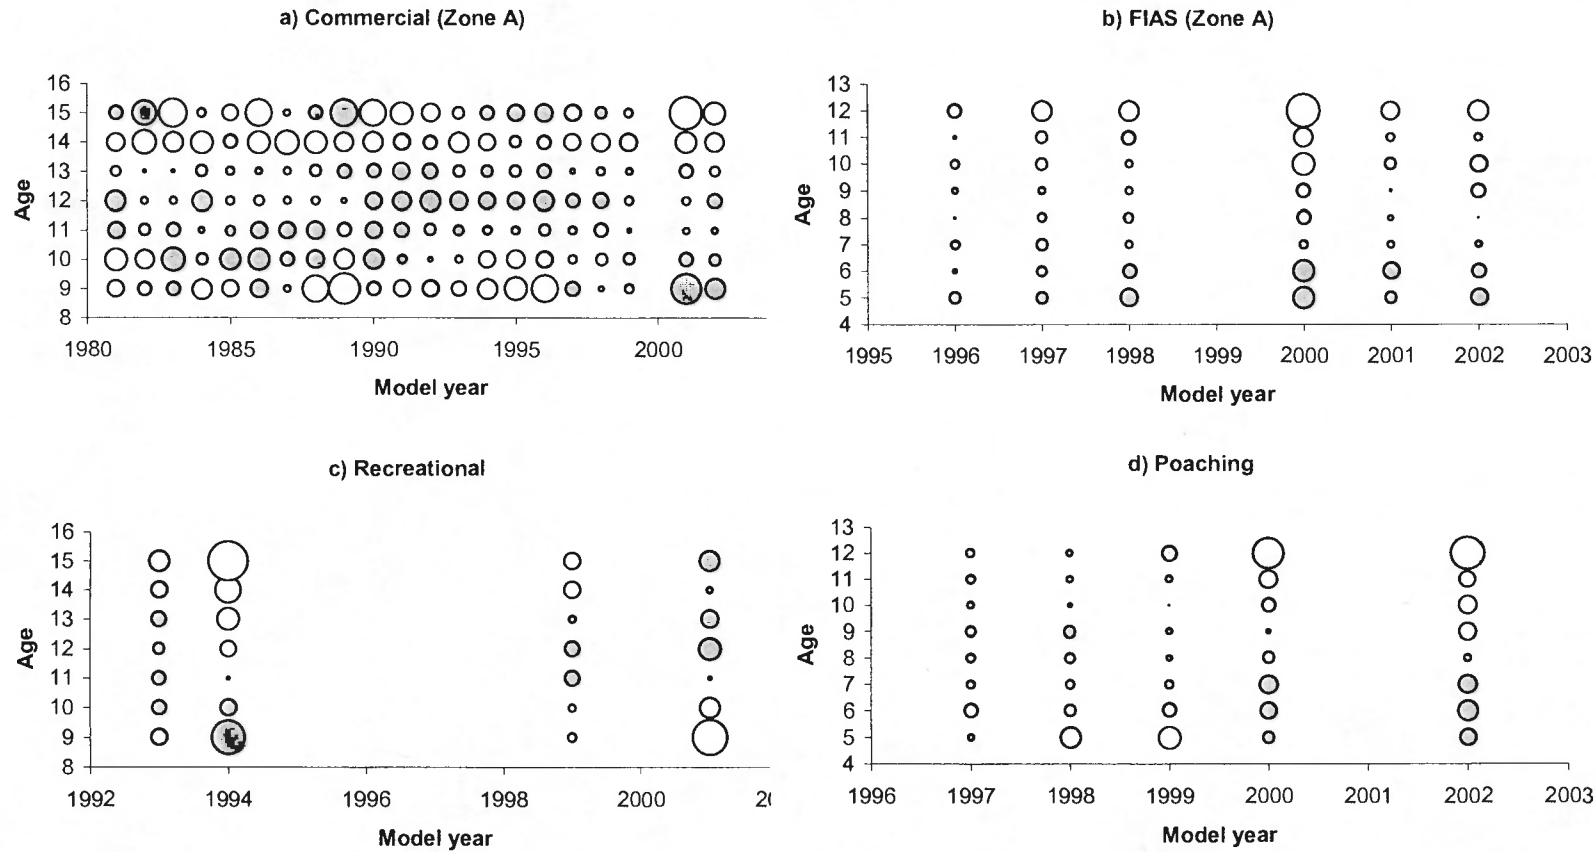 a) Commercial (Zone A)
Age
16
15
14
13
12
11
10
9
8
1980 1985 1990 1995 2000
Model year
b) FIAS (Zone A)
Age
13
12
11
10
9
8
7
6
5
4
1995 1996 1997 1998 1999 2000 2001 2002 2003
Model year
c) Recreational
Age
16
15
14
13
12
11
10
9
8
1992 1994 1996 1998 2000
Model year
d) Poaching
Age
13
12
11
10
9
8
7
6
5
4
1996 1997 1998 1999 2000 2001 2002 2003
Model year